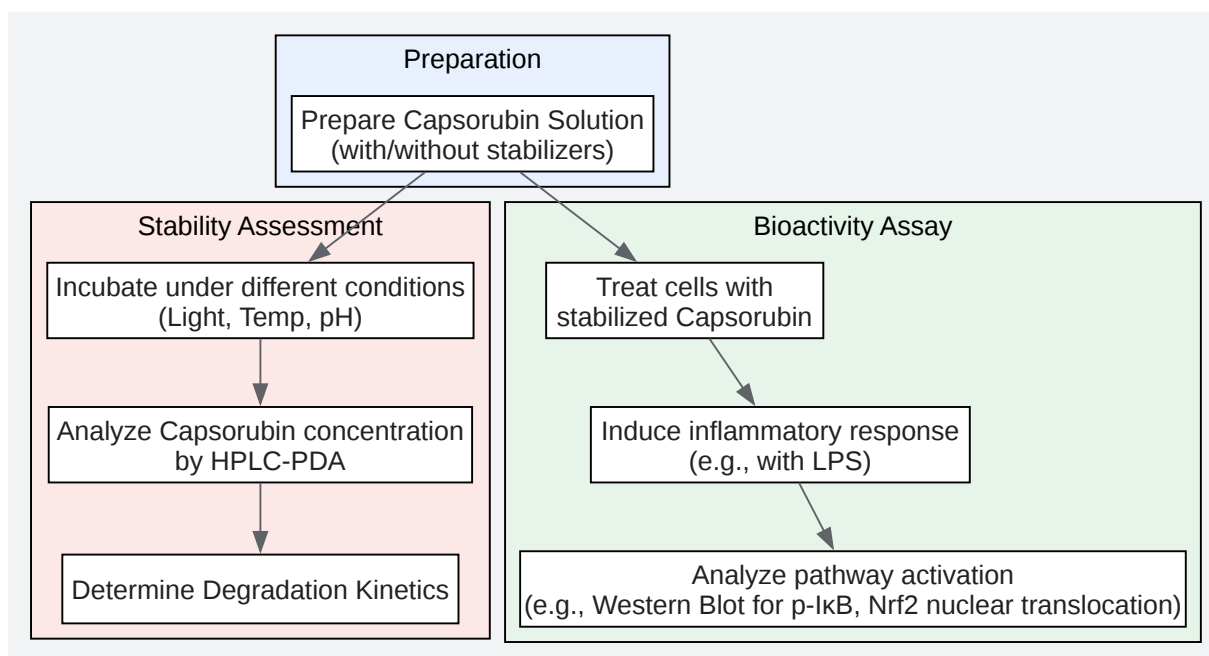 Preparation
Prepare Capsorubin Solution
(with/without stabilizers)
Stability Assessment
Incubate under different conditions
(Light, Temp, pH)
Analyze Capsorubin concentration
by HPLC-PDA
Determine Degradation Kinetics
Bioactivity Assay
Treat cells with
stabilized Capsorubin
Induce inflammatory response
(e.g., with LPS)
Analyze pathway activation
(e.g., Western Blot for p-IκB, Nrf2 nuclear translocation)